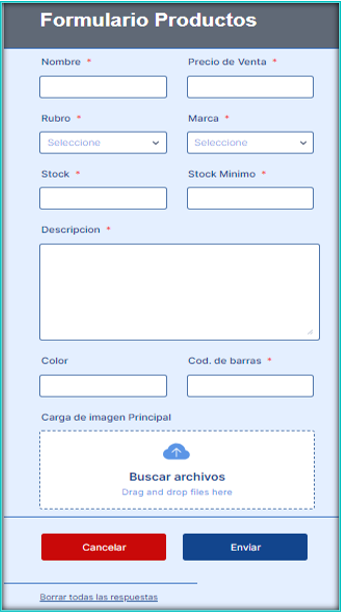 Formulario Productos
Nombre * Precio de Venta *
Rubro * Marca *
Seleccione Seleccione
Stock * Stock Minimo *
Descripcion *
Color Cod. de barras *
Carga de imagen Principal
Buscar archivos
Drag and drop files here
Cancelar Enviar
Borrar todas las respuestas